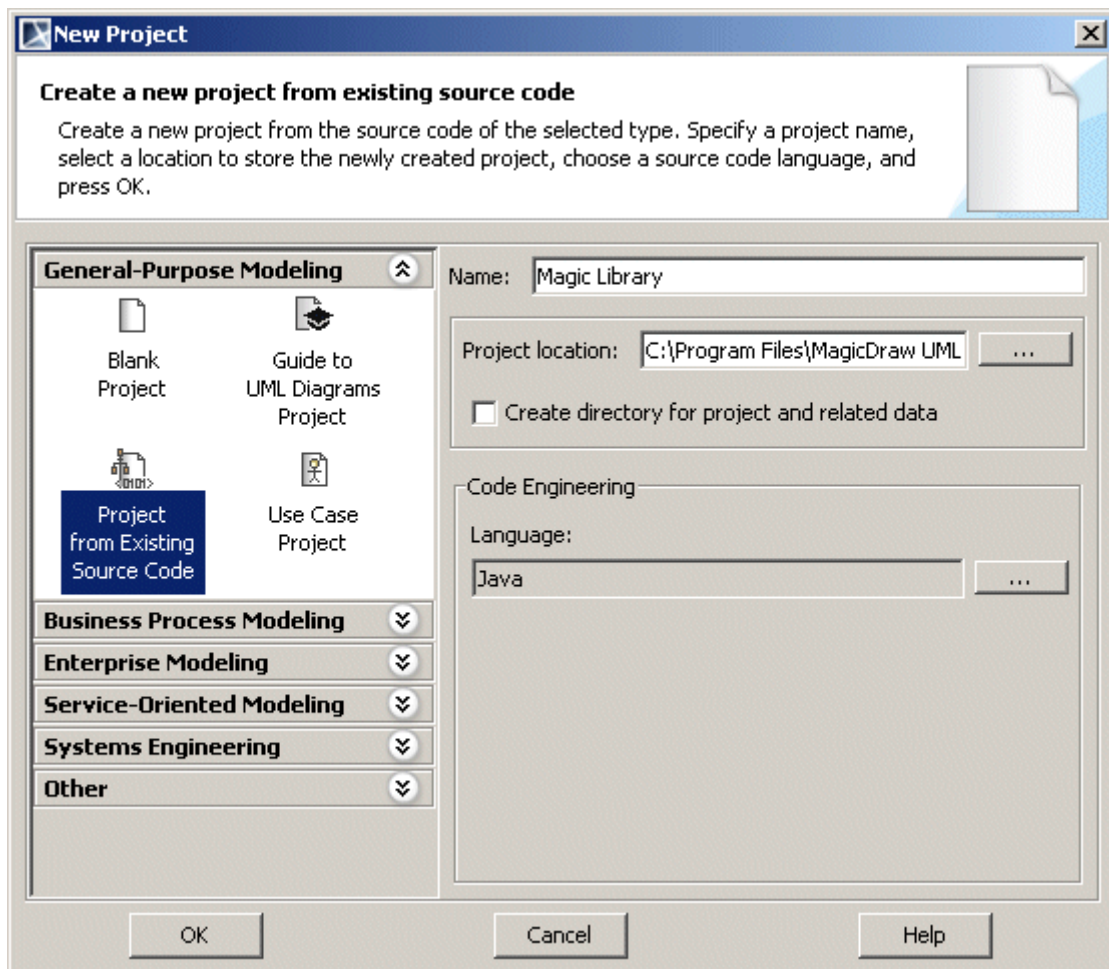 New Project
Create a new project from existing source code
Create a new project from the source code of the selected type. Specify a project name,
select a location to store the newly created project, choose a source code language, and
press OK.
General-Purpose Modeling
Blank
Project
Guide to
UML Diagrams
Project
Project
from Existing
Source Code
Use Case
Project
Business Process Modeling
Enterprise Modeling
Service-Oriented Modeling
Systems Engineering
Other
Name: Magic Library
Project location: C:\Program Files\MagicDraw UML ...
Create directory for project and related data
Code Engineering
Language:
Java ...
OK Cancel Help